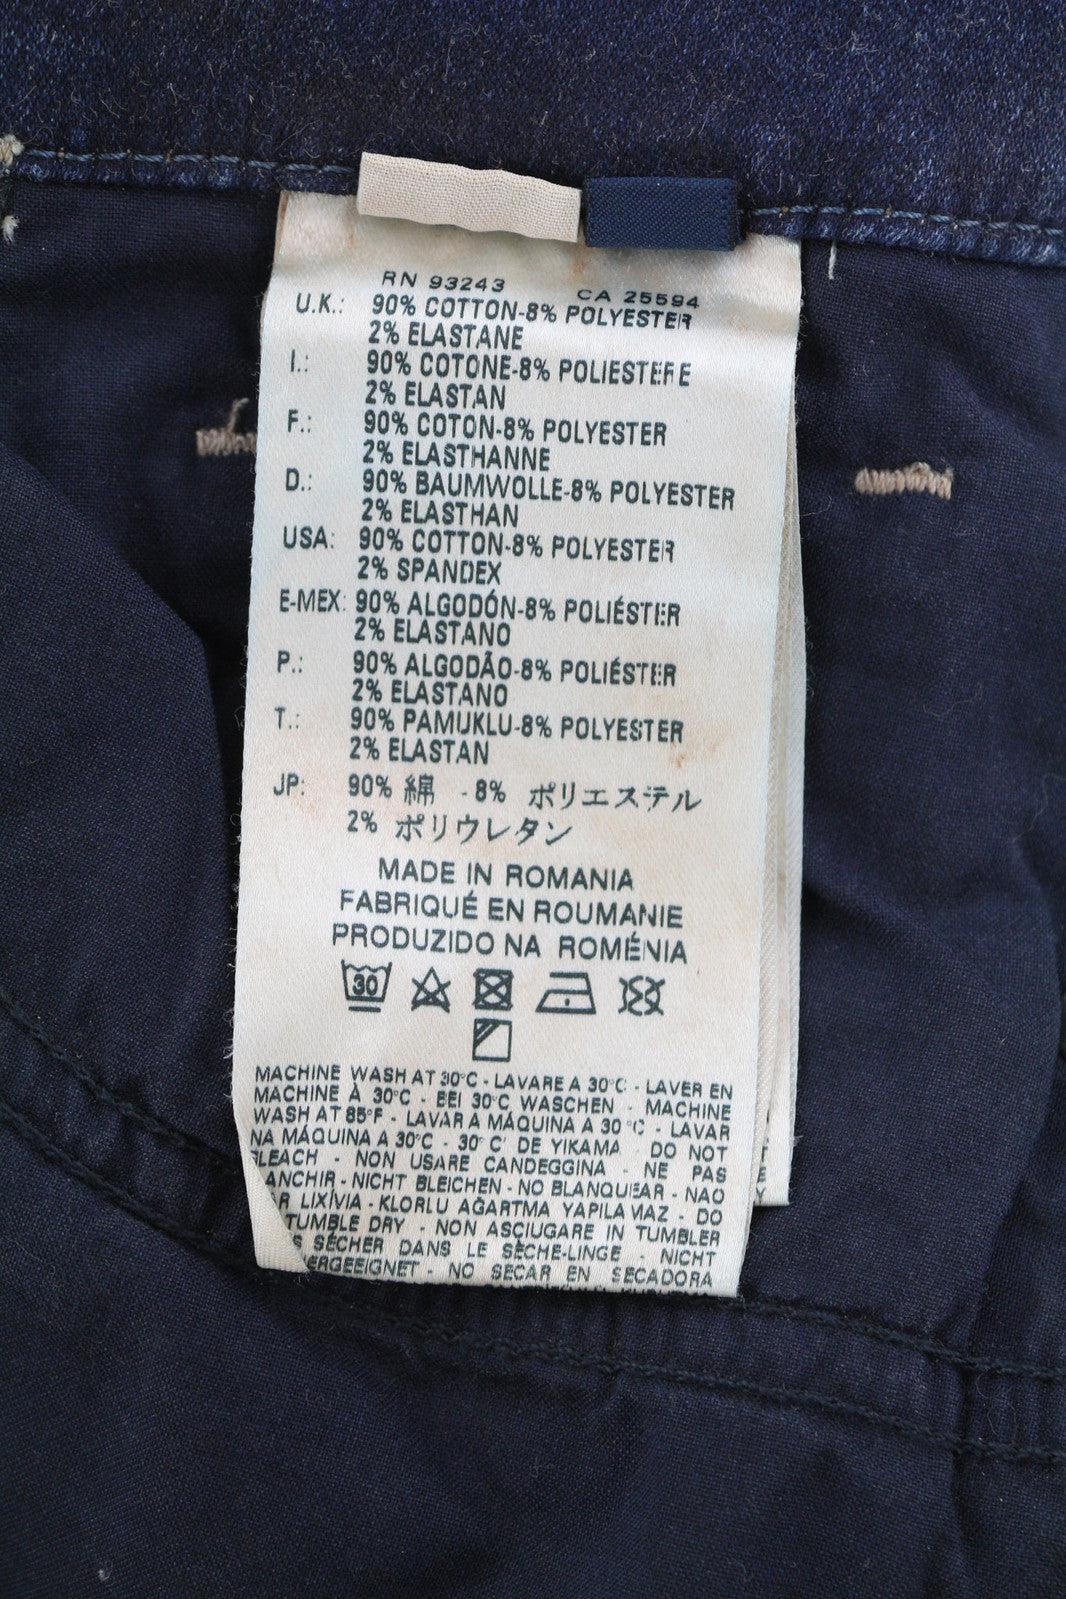 RN 93243 CA 25594
U.K.: 90% COTTON-8% POLYESTER
2% ELASTANE
I.: 90% COTONE-8% POLIESTERE
2% ELASTAN
F.: 90% COTON-8% POLYESTER
2% ELASTHANNE
D.: 90% BAUMWOLLE-8% POLYESTER
2% ELASTHAN
USA: 90% COTTON-8% POLYESTER
2% SPANDEX
E-MEX: 90% ALGODÓN-8% POLIÉSTER
2% ELASTANO
P.: 90% ALGODÃO-8% POLIÉSTER
2% ELASTANO
T.: 90% PAMUKLU-8% POLYESTER
2% ELASTAN
JP: 90% 綿 -8% ポリエステル
2% ポリウレタン
MADE IN ROMANIA
FABRIQUÉ EN ROUMANIE
PRODUZIDO NA ROMÉNIA
30
MACHINE WASH AT 30°C - LAVARE A 30°C - LAVER EN
MACHINE À 30°C - BEI 30°C WASCHEN - MACHINE
WASH AT 85°F - LAVAR A MÁQUINA A 30°C - LAVAR
NA MÁQUINA A 30°C - 30°C' DE YIKAMA - DO NOT
BLEACH - NON USARE CANDEGGINA - NE PAS
ANCHIR - NICHT BLEICHEN - NO BLANQUEAR - NAO
AR LIXÍVIA - KLORLU AĞARTMA YAPILAMAZ - DO
TUMBLE DRY - NON ASCIUGARE IN TUMBLER
SÉCHER DANS LE SÈCHE-LINGE - NICHT
ERGEEIGNET - NO SECAR EN SECADORA